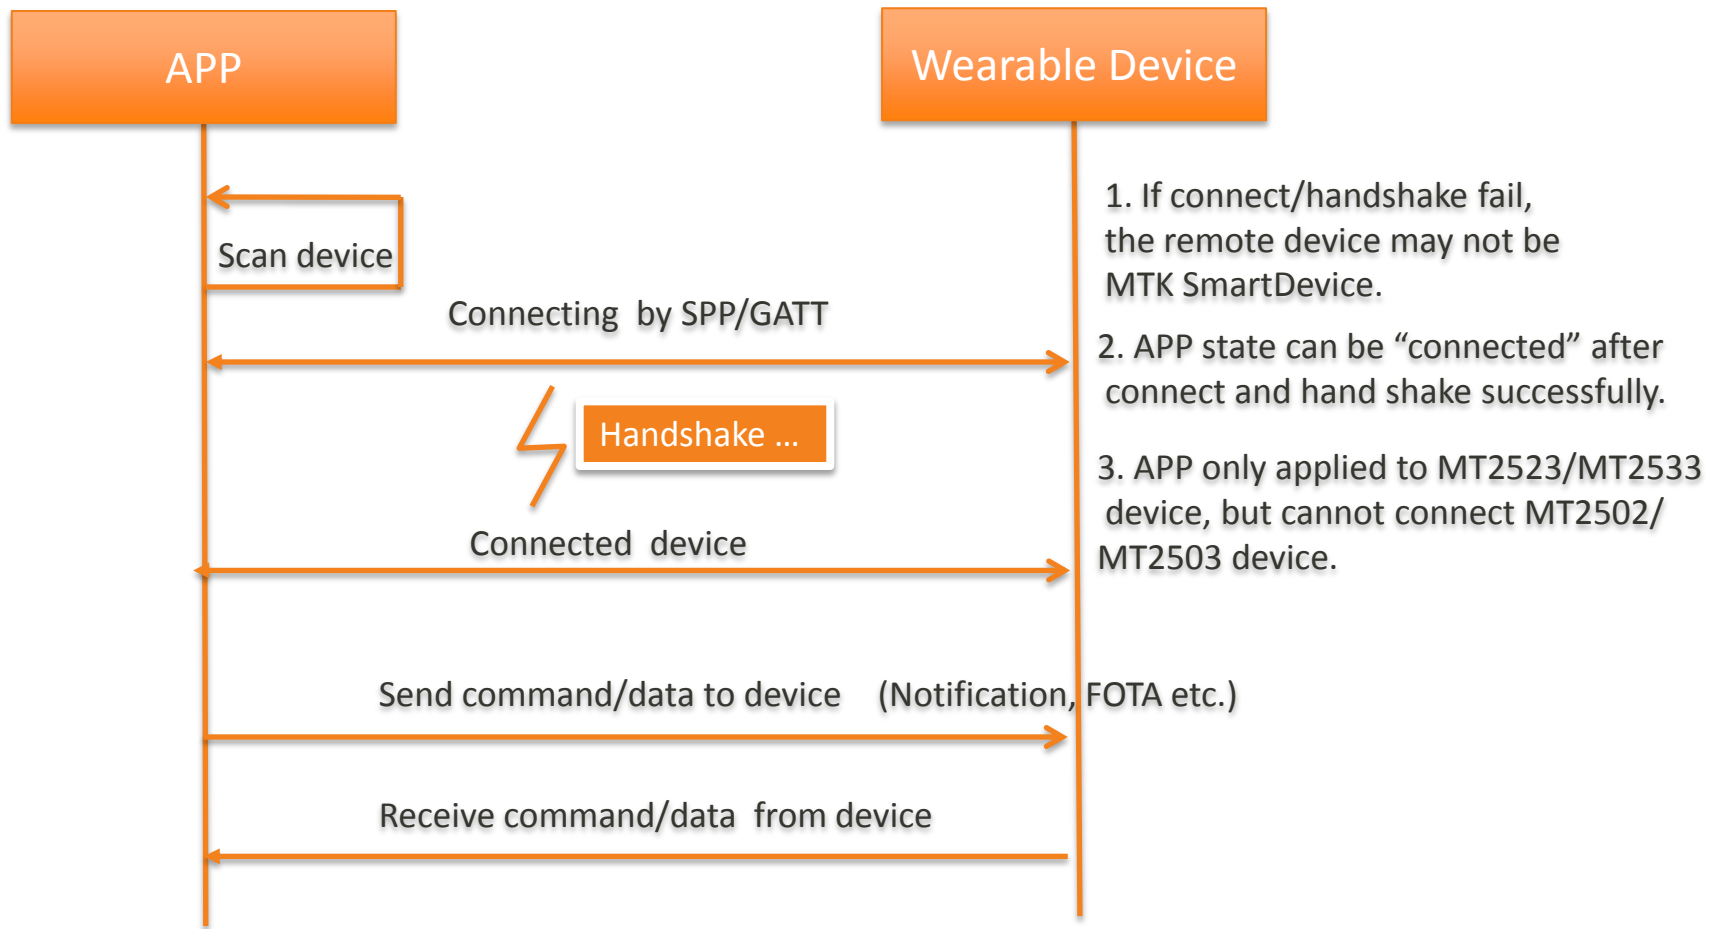 APP
Wearable Device
Scan device
Connecting by SPP/GATT
Handshake ...
Connected device
Send command/data to device (Notification, FOTA etc.)
Receive command/data from device
1. If connect/handshake fail,
the remote device may not be
MTK SmartDevice.
2. APP state can be “connected” after
connect and hand shake successfully.
3. APP only applied to MT2523/MT2533
device, but cannot connect MT2502/
MT2503 device.